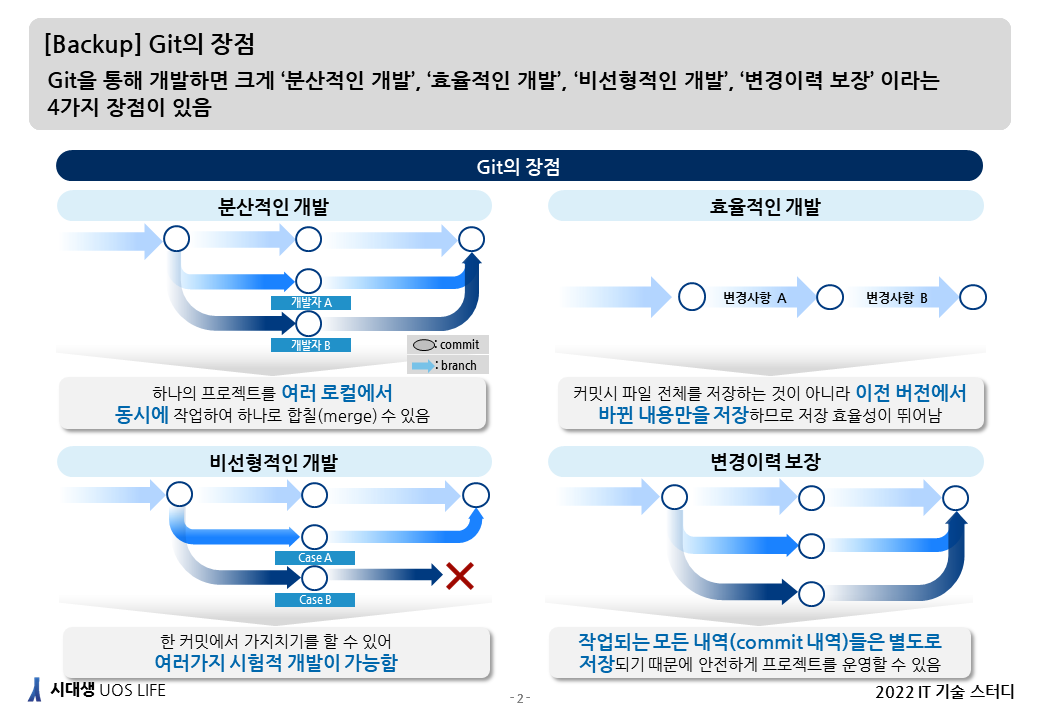 [Backup] Git의 장점
Git을 통해 개발하면 크게 ‘분산적인 개발’, ‘효율적인 개발’, ‘비선형적인 개발’, ‘변경이력 보장’ 이라는
4가지 장점이 있음
Git의 장점
분산적인 개발
개발자 A
개발자 B
: commit
: branch
하나의 프로젝트를 여러 로컬에서
동시에 작업하여 하나로 합칠(merge) 수 있음
효율적인 개발
변경사항 A
변경사항 B
커밋시 파일 전체를 저장하는 것이 아니라 이전 버전에서
바뀐 내용만을 저장하므로 저장 효율성이 뛰어남
비선형적인 개발
Case A
Case B
한 커밋에서 가지치기를 할 수 있어
여러가지 시험적 개발이 가능함
변경이력 보장
작업되는 모든 내역(commit 내역)들은 별도로
저장되기 때문에 안전하게 프로젝트를 운영할 수 있음
시대생 UOS LIFE
- 2 -
2022 IT 기술 스터디